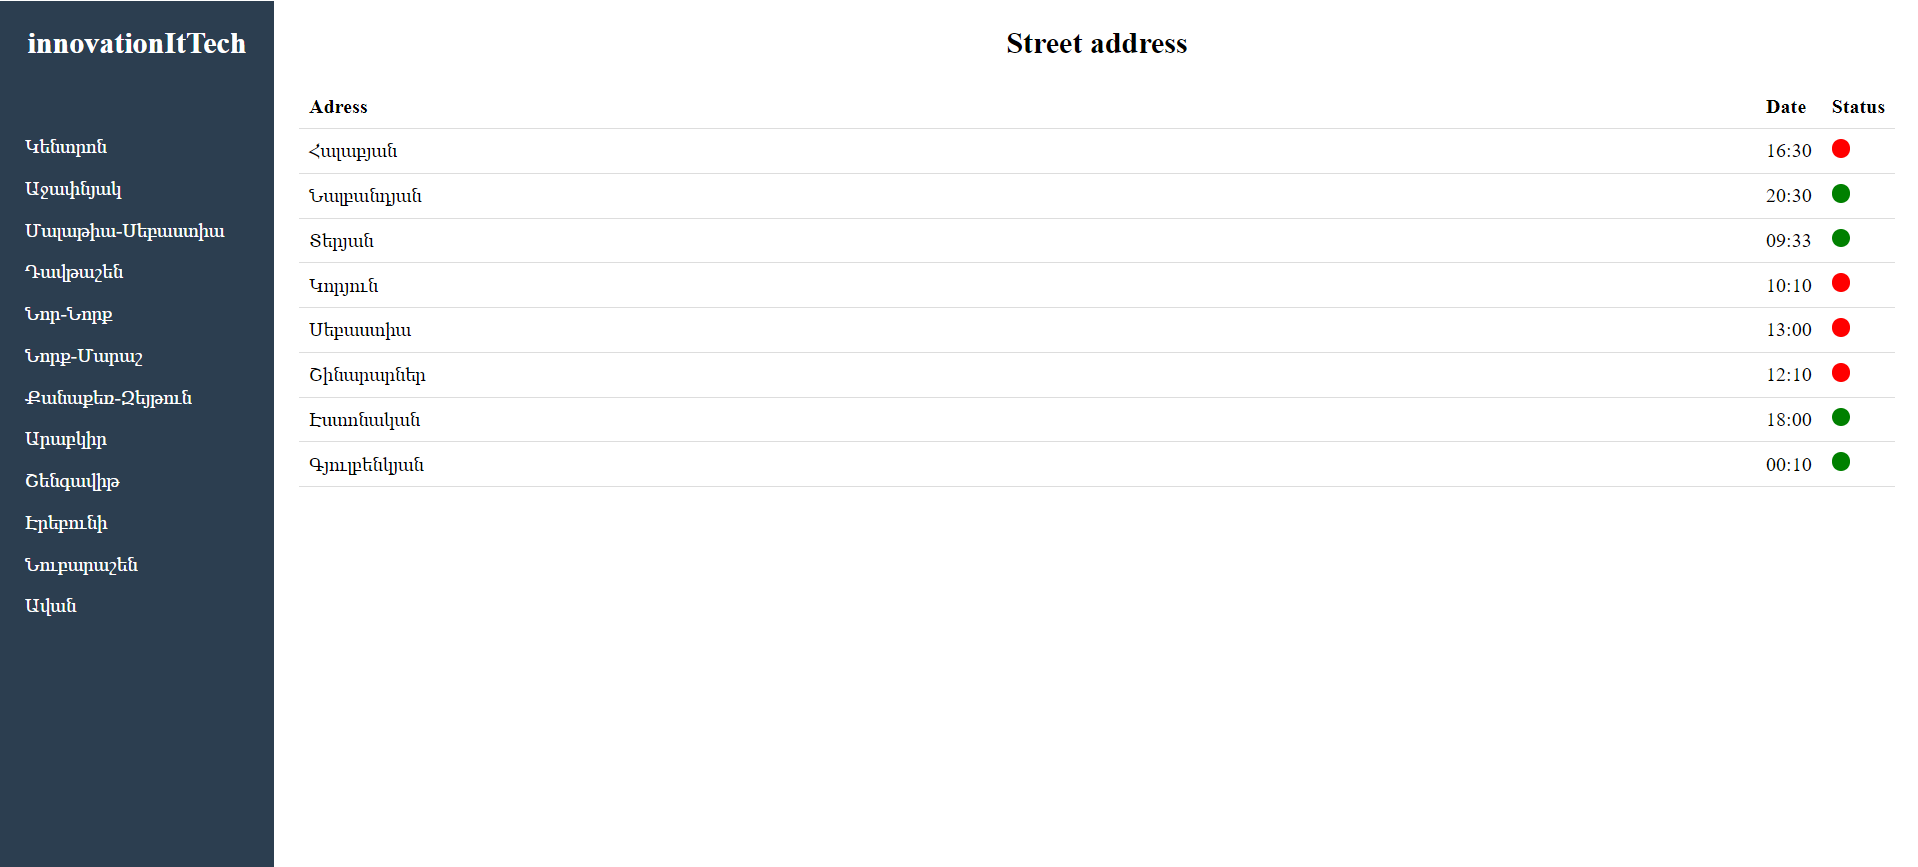 innovationItTech
Կենտրոն
Աջափնյակ
Մալաթիա-Սեբաստիա
Դավթաշեն
Նոր-Նորք
Նորք-Մարաշ
Քանաքեռ-Զեյթուն
Արաբկիր
Շենգավիթ
Էրեբունի
Նուբարաշեն
Ավան
Street address
Adress Date Status
Հալաբյան 16:30
Նալբանդյան 20:30
Տերյան 09:33
Կորյուն 10:10
Սեբաստիա 13:00
Շինարարներ 12:10
Էստոնական 18:00
Գյուլբենկյան 00:10